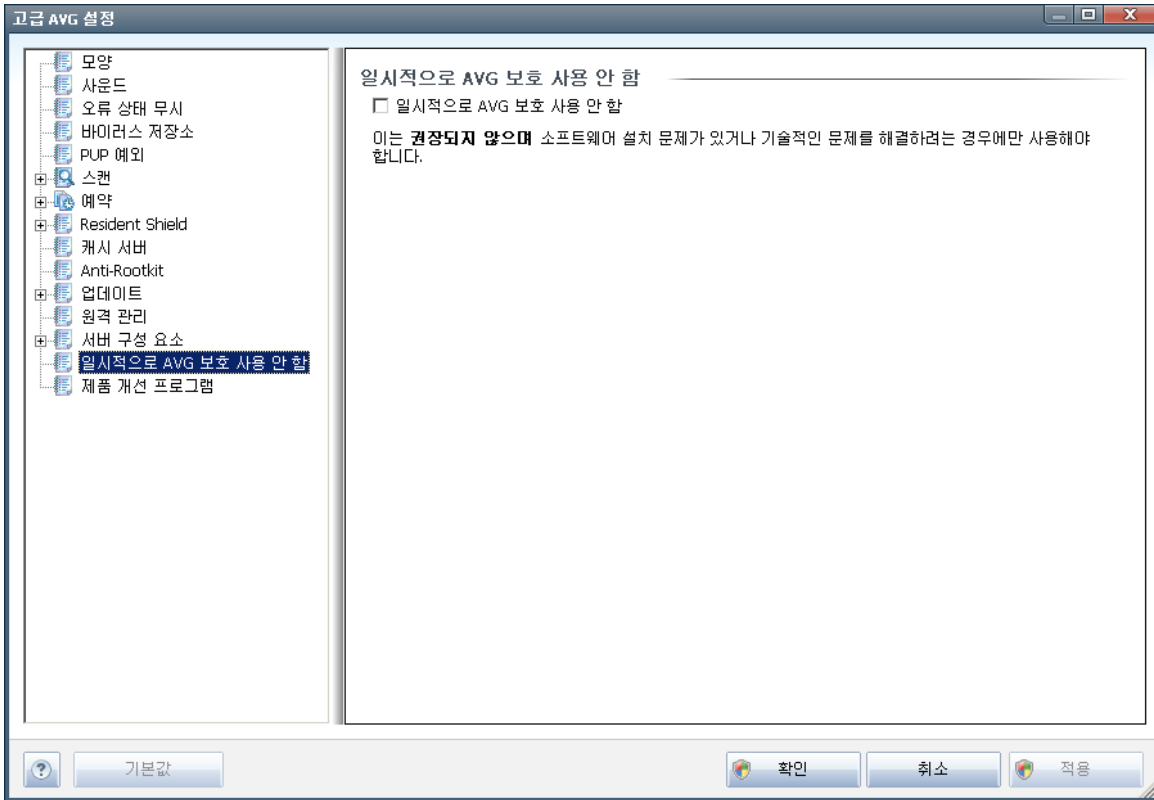 고급 AVG 설정
모양
사운드
오류 상태 무시
바이러스 저장소
PUP 예외
스캔
예약
Resident Shield
캐시 서버
Anti-Rootkit
업데이트
원격 관리
서버 구성 요소
일시적으로 AVG 보호 사용 안 함
제품 개선 프로그램
일시적으로 AVG 보호 사용 안 함
일시적으로 AVG 보호 사용 안 함
이는 권장되지 않으며 소프트웨어 설치 문제가 있거나 기술적인 문제를 해결하려는 경우에만 사용해야
합니다.
기본값
확인
취소
적용